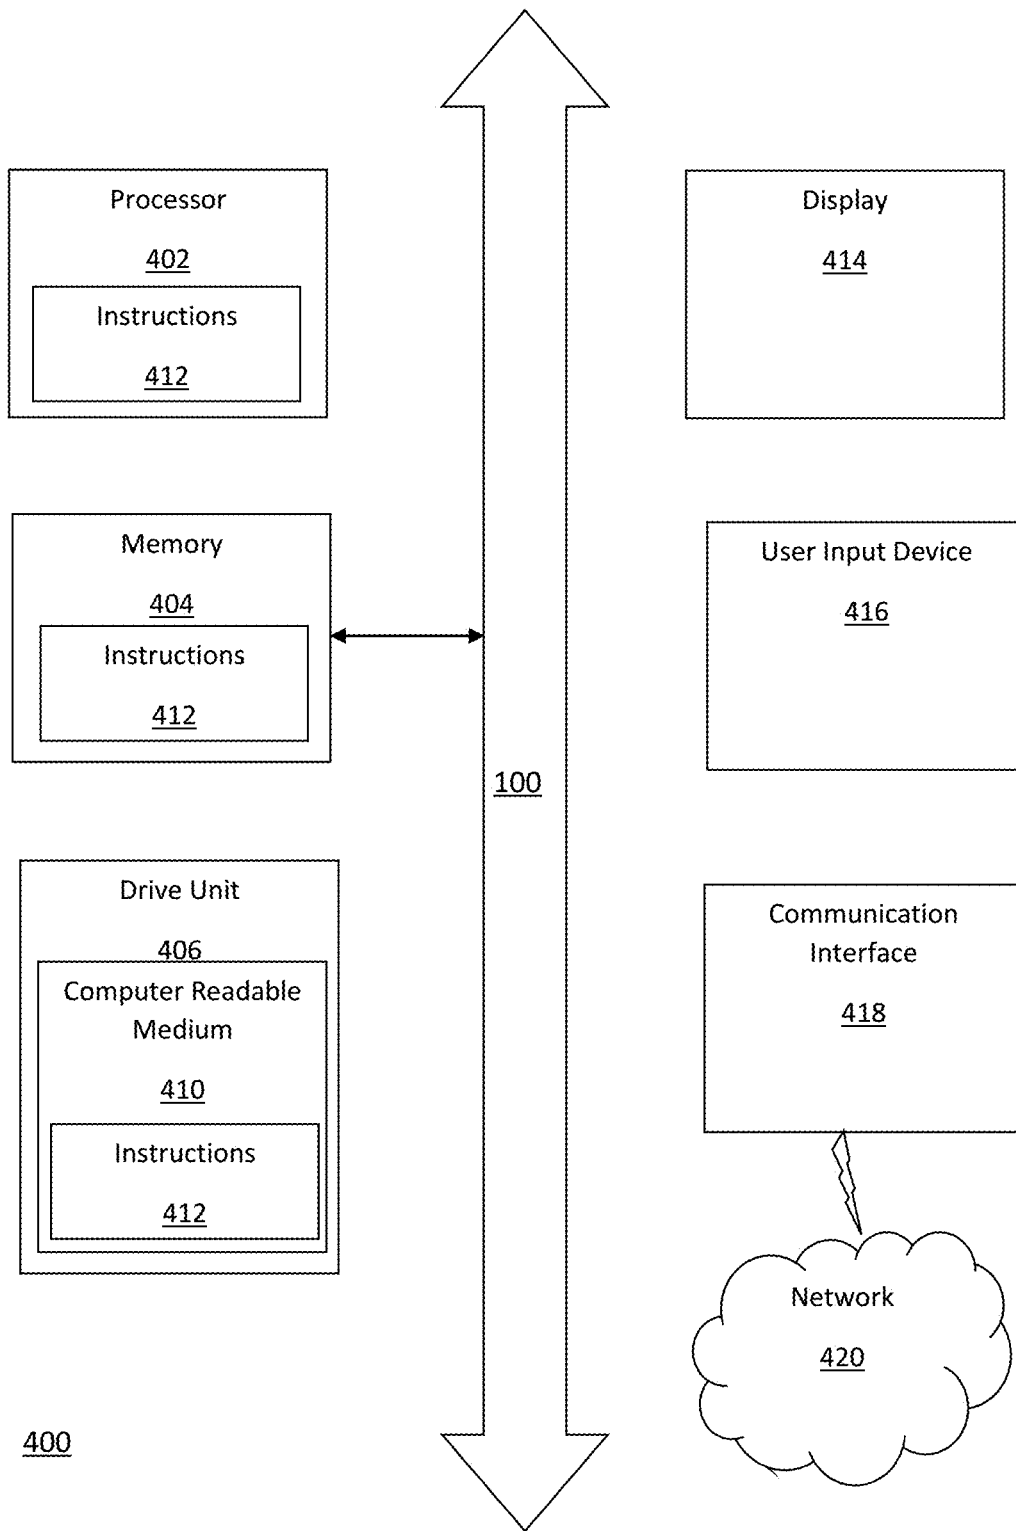 Processor
402
Instructions
412
Memory
404
Instructions
412
Drive Unit
406
Computer Readable
Medium
410
Instructions
412
400
100
Display
414
User Input Device
416
Communication
Interface
418
Network
420